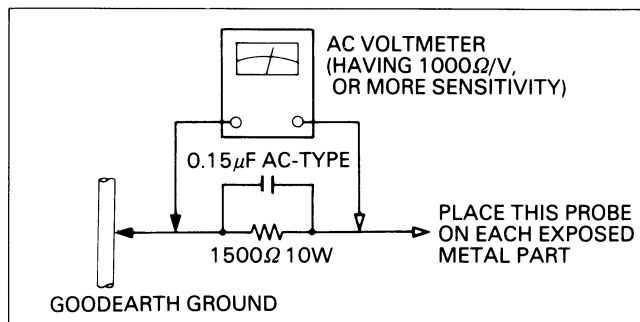 AC VOLTMETER
(HAVING 1000Ω/V,
OR MORE SENSITIVITY)
0.15μF AC-TYPE
1500Ω 10W
PLACE THIS PROBE
ON EACH EXPOSED
METAL PART
GOODEARTH GROUND